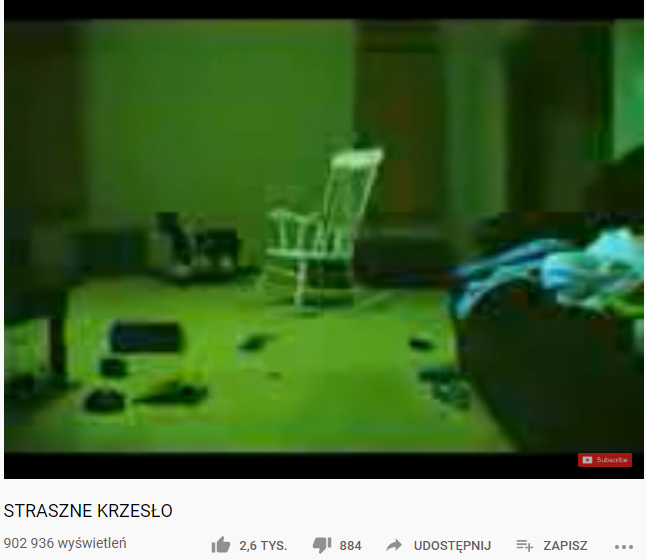 Subscribe
STRASZNE KRZESŁO
902 936 wyświetleń
2,6 TYS. 884 UDOSTĘPNIJ ZAPISZ